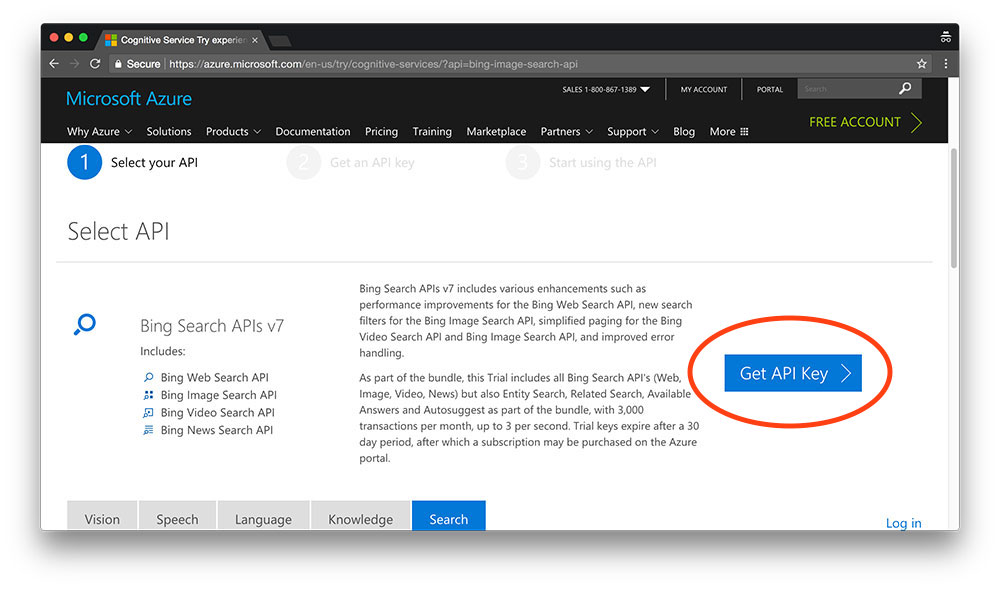 Cognitive Service Try experien
Secure https://azure.microsoft.com/en-us/try/cognitive-services/?api=bing-image-search-api
SALES 1-800-867-1389 MY ACCOUNT PORTAL Search
Microsoft Azure
FREE ACCOUNT
Why Azure Solutions Products Documentation Pricing Training Marketplace Partners Support Blog More
1 Select your API 2 Get an API key 3 Start using the API
Select API
Bing Search APIs v7
Includes:
Bing Web Search API
Bing Image Search API
Bing Video Search API
Bing News Search API
Bing Search APIs v7 includes various enhancements such as
performance improvements for the Bing Web Search API, new search
filters for the Bing Image Search API, simplified paging for the Bing
Video Search API and Bing Image Search API, and improved error
handling.
As part of the bundle, this Trial includes all Bing Search API's (Web,
Image, Video, News) but also Entity Search, Related Search, Available
Answers and Autosuggest as part of the bundle, with 3,000
transactions per month, up to 3 per second. Trial keys expire after a 30
day period, after which a subscription may be purchased on the Azure
portal.
Get API Key
Vision Speech Language Knowledge Search
Log in